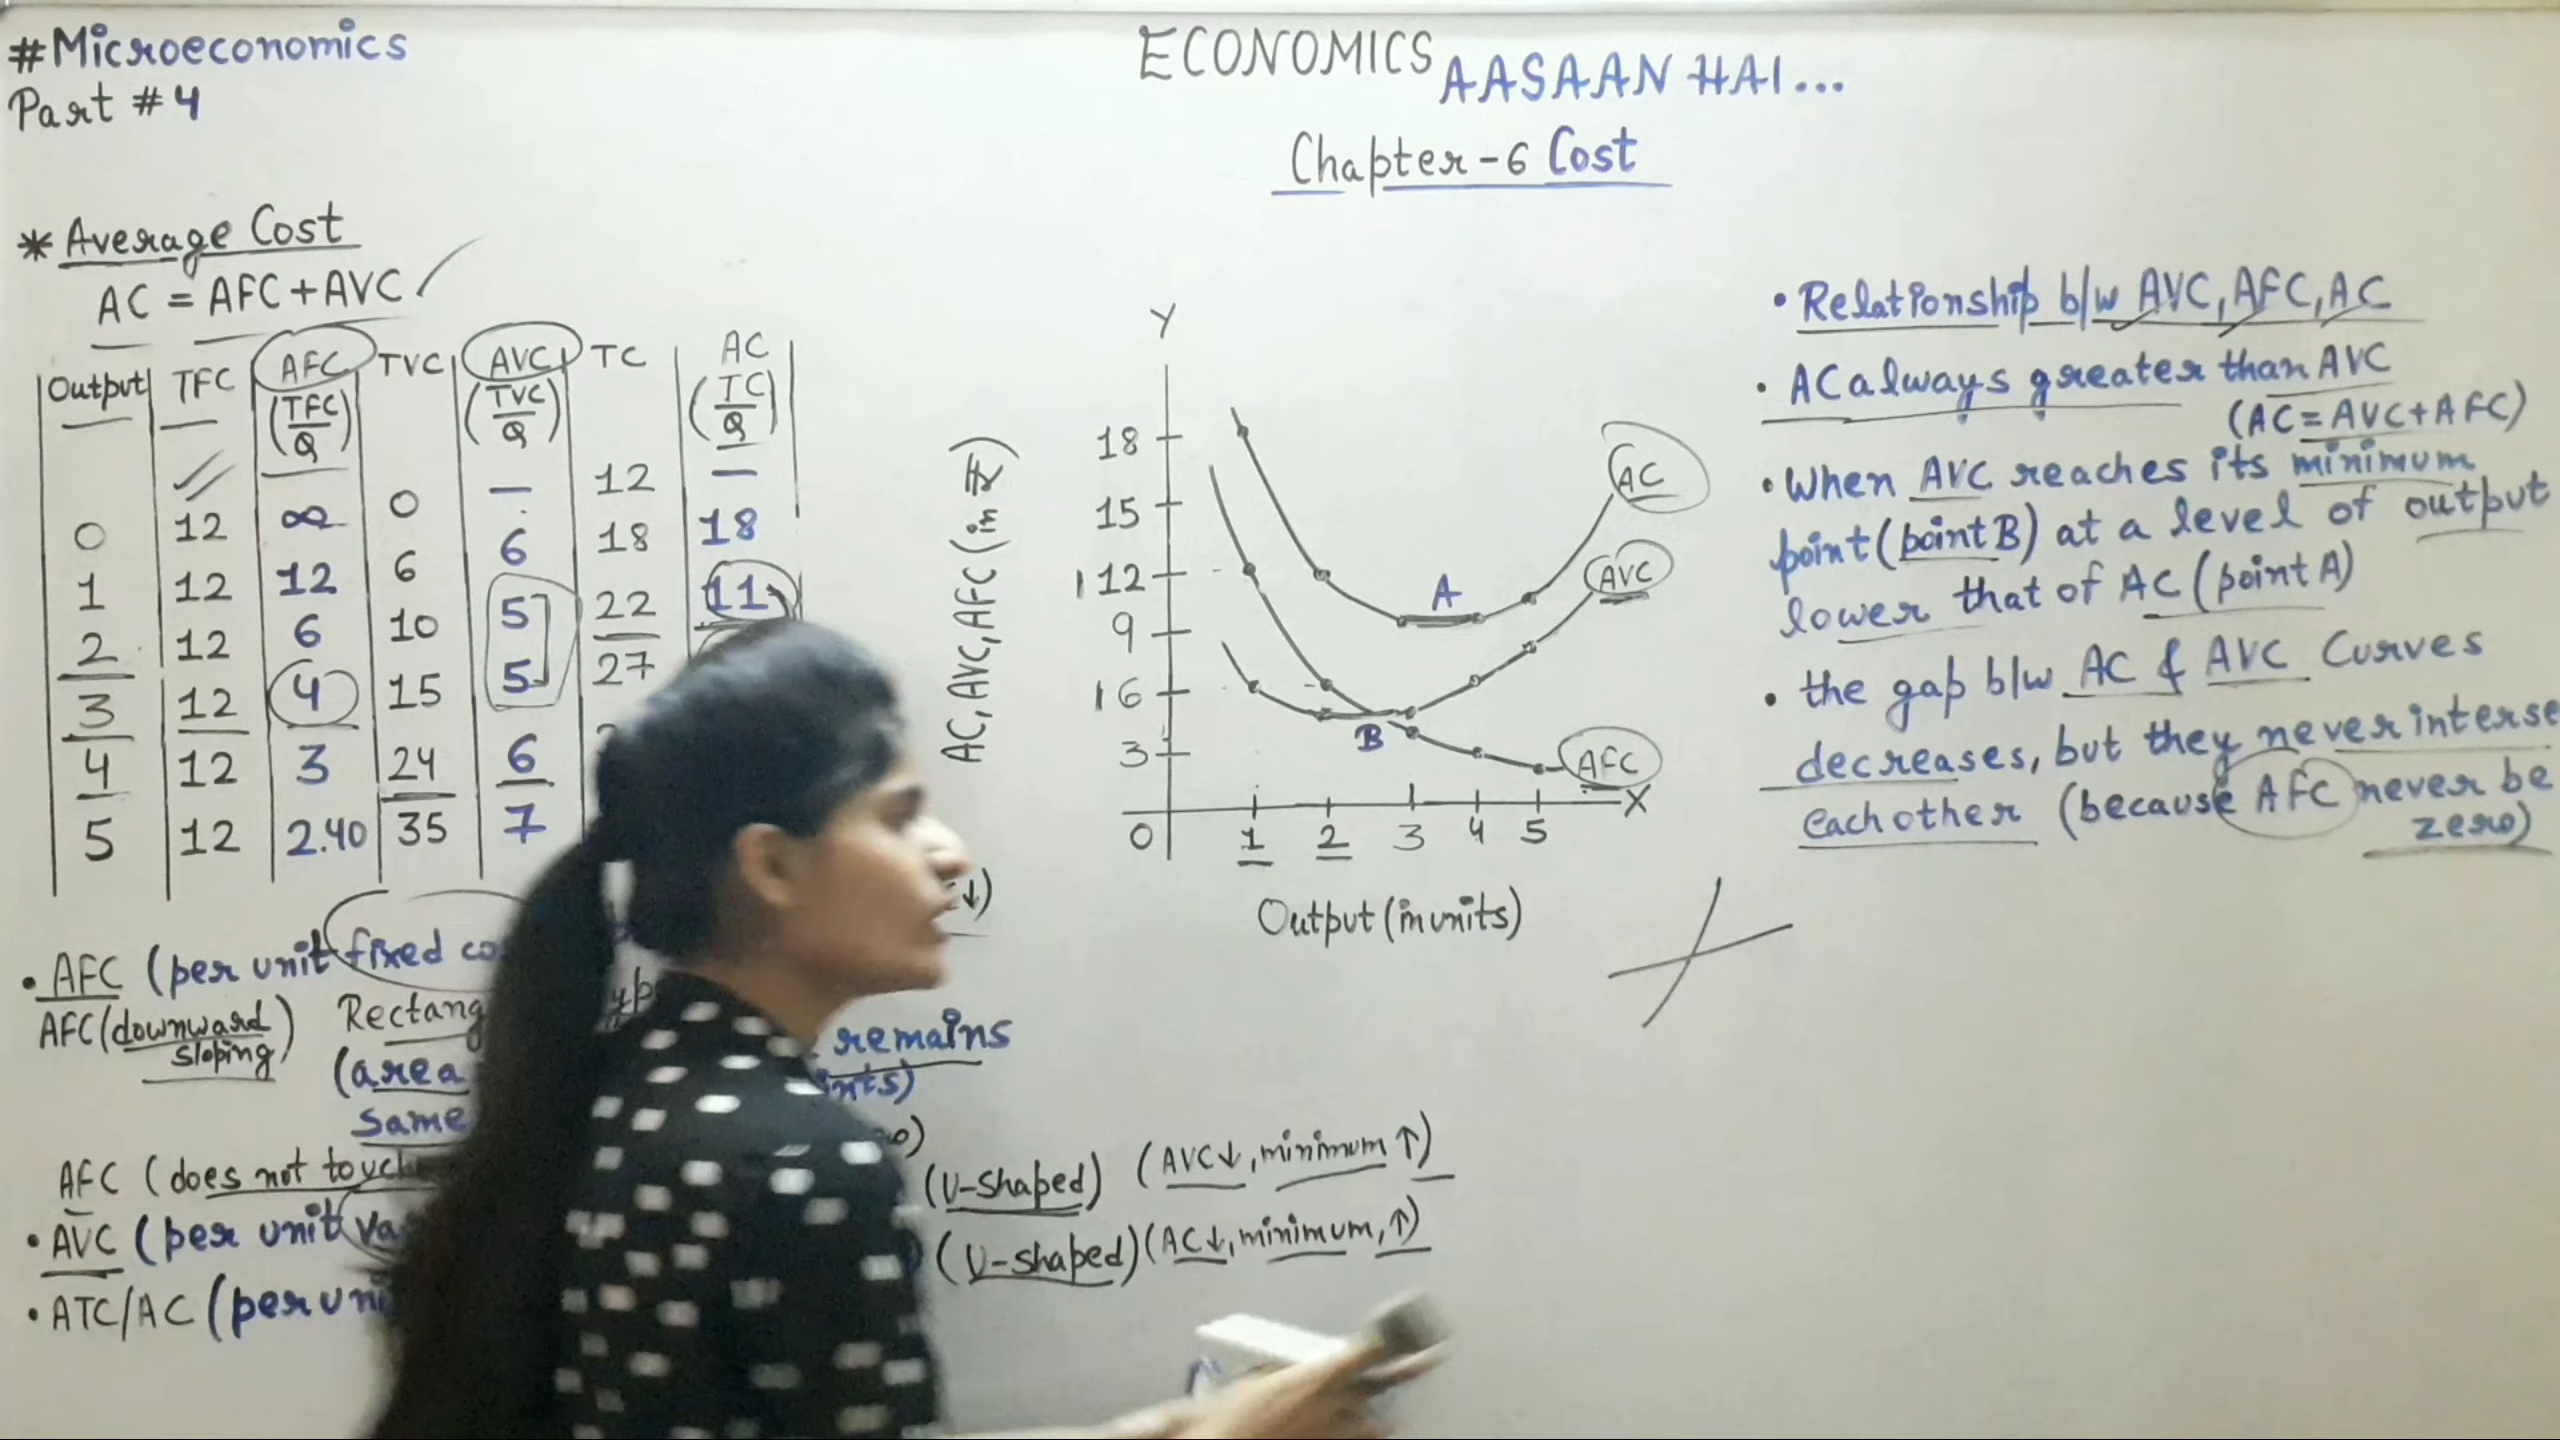 #Microeconomics
Part #4
ECONOMICS AASAAN HAI...
Chapter-6 Cost
* Average Cost
AC = AFC+AVC
Output TFC AFC (TFC/Q) TVC AVC (TVC/Q) TC AC (TC/Q)
0 12 ∞ 0 — 12 —
1 12 12 6 6 18 18
2 12 6 10 5 22 11
3 12 4 15 5 27
4 12 3 24 6
5 12 2.40 35 7
• AFC (per unit fixed
AFC (downward
sloping)
(area
remains
same
AFC (does not touch
• AVC (per unit
(U-shaped) (AVC↓, minimum ↑)
• ATC/AC (per
(U-shaped) (AC↓, minimum, ↑)
Y
AC, AVC, AFC (in ₹)
18
15
12
9
6
3
0 1 2 3 4 5 X
Output (in units)
AC
AVC
AFC
A
B
• Relationship b/w AVC, AFC, AC
• AC always greater than AVC
(AC=AVC+AFC)
• When AVC reaches its minimum
point (point B) at a level of output
lower that of AC (point A)
• the gap b/w AC & AVC Curves
decreases, but they never
each other (because AFC never be
zero)